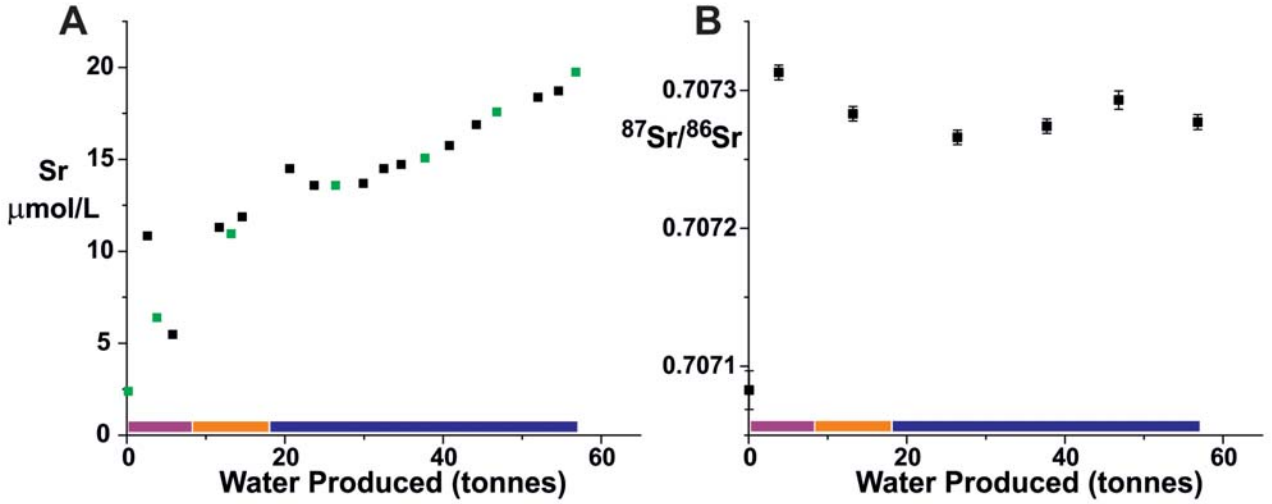 A
20
15
Sr
μmol/L
10
5
0
0 20 40 60
Water Produced (tonnes)
B
0.7073
⁸⁷Sr/⁸⁶Sr
0.7072
0.7071
0 20 40 60
Water Produced (tonnes)